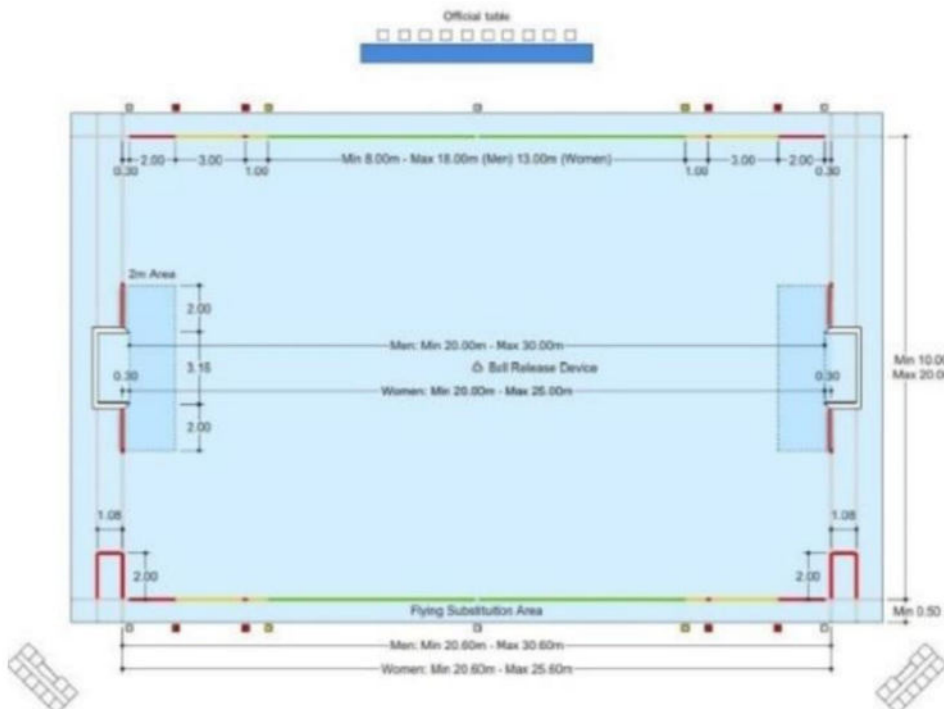 Official table
2.00
3.00
Min 8.00m - Max 18.00m (Men) 13.00m (Women)
3.00
2.00
0.30
1.00
1.00
0.30
2m Area
2.00
Men: Min 20.00m - Max 30.00m
3.15
Ball Release Device
Min 10.00
Max 20.00
0.30
0.30
Women: Min 20.00m - Max 25.00m
2.00
1.08
1.08
2.00
2.00
Flying Substitution Area
Min 0.50
Men: Min 20.60m - Max 30.60m
Women: Min 20.60m - Max 25.60m